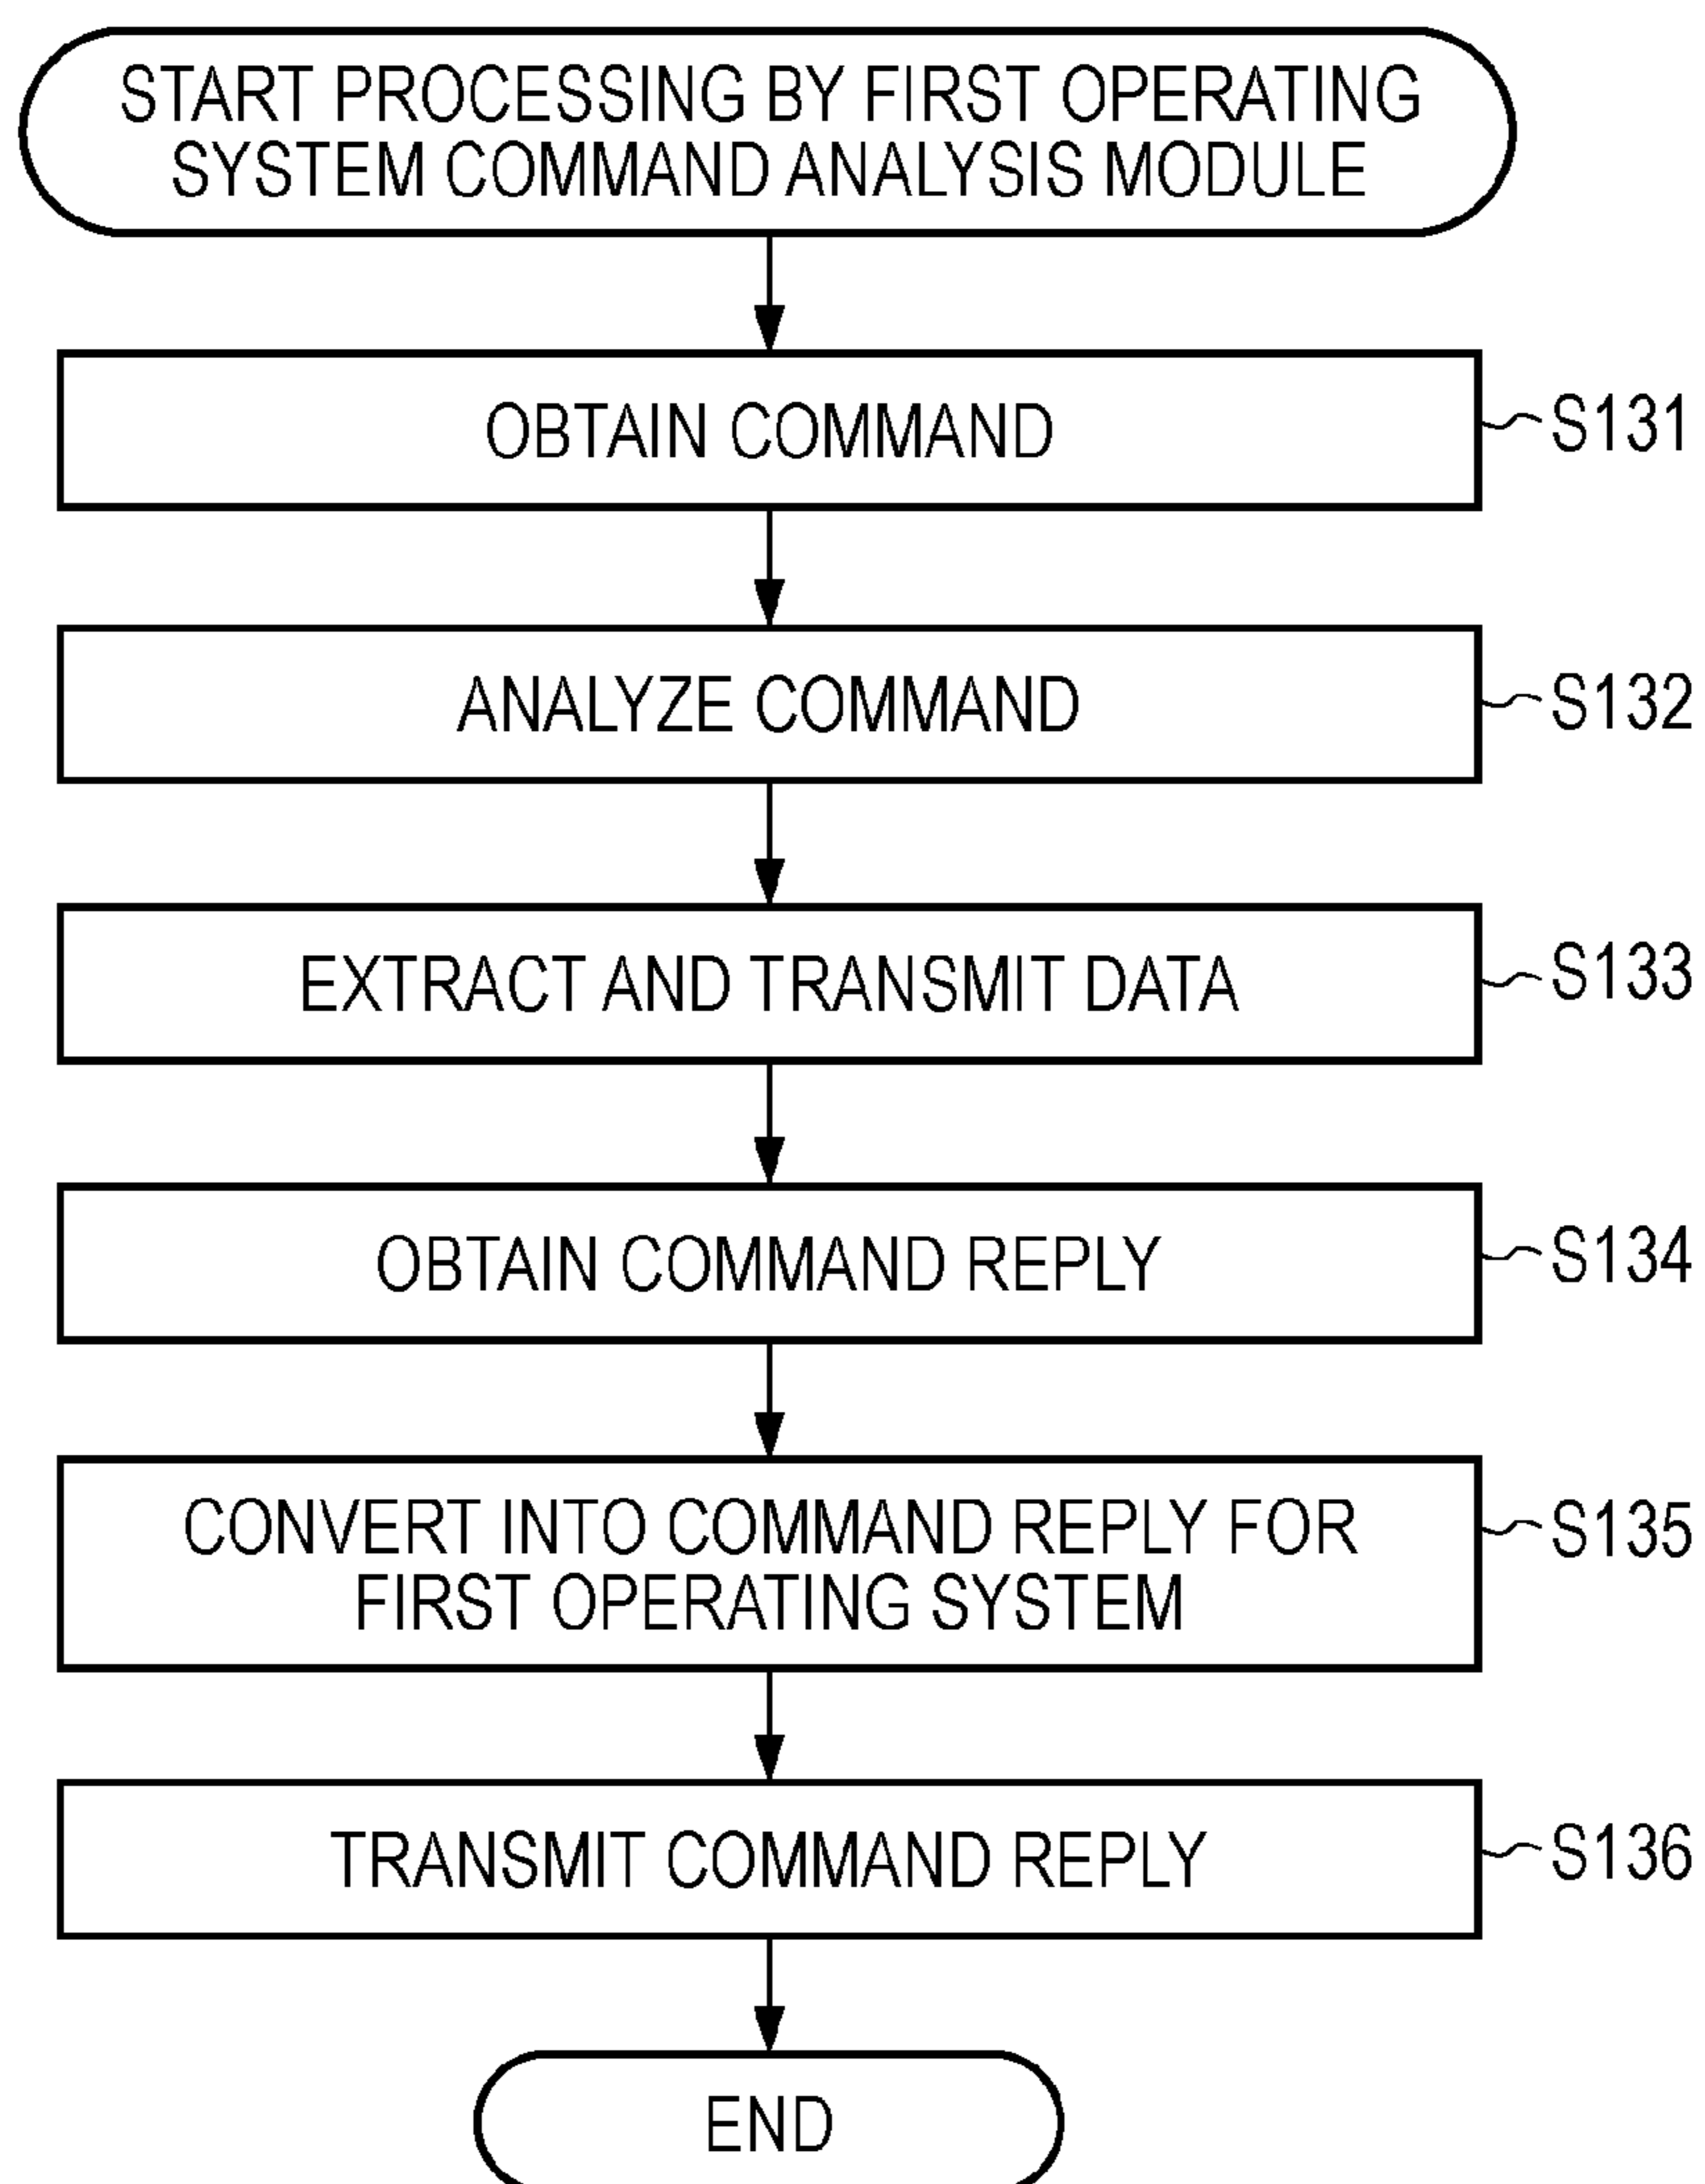 START PROCESSING BY FIRST OPERATING
SYSTEM COMMAND ANALYSIS MODULE
OBTAIN COMMAND
S131
ANALYZE COMMAND
S132
EXTRACT AND TRANSMIT DATA
S133
OBTAIN COMMAND REPLY
S134
CONVERT INTO COMMAND REPLY FOR
FIRST OPERATING SYSTEM
S135
TRANSMIT COMMAND REPLY
S136
END